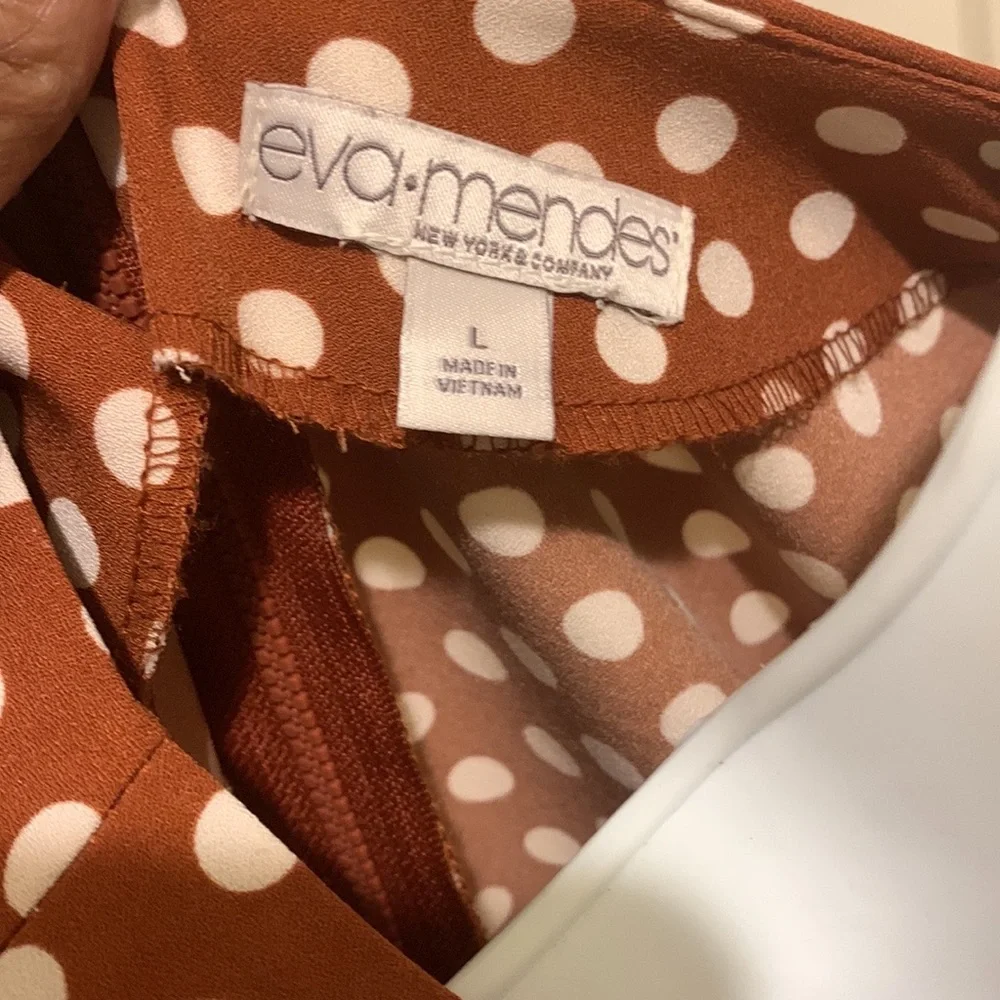 eva·mendes
NEW YORK & COMPANY
L
MADE IN
VIETNAM